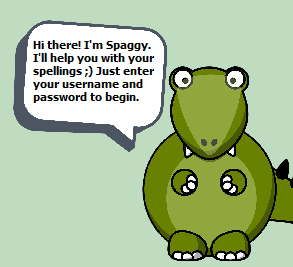 Hi there! I'm Spaggy.
I'll help you with your
spellings ;) Just enter
your username and
password to begin.